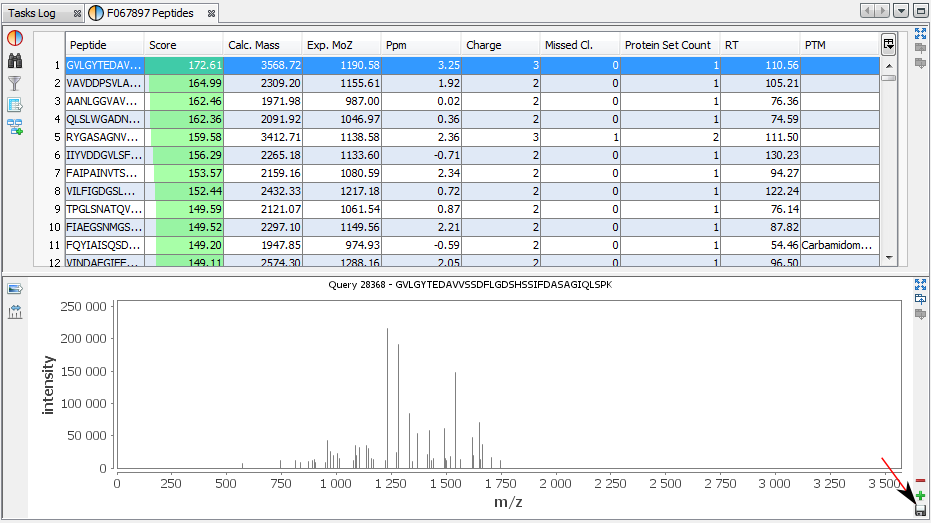 Tasks Log F067897 Peptides
Peptide Score Calc. Mass Exp. MoZ Ppm Charge Missed Cl. Protein Set Count RT PTM
1 GVLGYTEDAV... 172.61 3568.72 1190.58 3.25 3 0 1 110.56
2 VAVDDPSVLA... 164.99 2309.20 1155.61 1.92 2 0 1 105.21
3 AANLGGVAV... 162.46 1971.98 987.00 0.02 2 0 1 76.36
4 QLSLWGADN... 162.36 2091.92 1046.97 0.36 2 0 1 74.59
5 RYGASAGNV... 159.58 3412.71 1138.58 2.36 3 1 2 111.50
6 IIYVDDGVLSF... 156.29 2265.18 1133.60 -0.71 2 0 1 130.23
7 FAIPAINVTS... 153.57 2159.16 1080.59 2.34 2 0 1 94.27
8 VILFIGDGSL... 152.44 2432.33 1217.18 0.72 2 0 1 122.24
9 TPGLSNATQV... 149.59 2121.07 1061.54 0.87 2 0 1 76.14
10 FIAEGSNMGS... 149.52 2297.10 1149.56 2.21 2 0 1 87.82
11 FQYIAISQSD... 149.20 1947.85 974.93 -0.59 2 0 1 54.46 Carbamidom...
12 VINDAFGIFF... 149.11 2574.30 1288.16 2.05 2 0 1 96.50
Query 28368 - GVLGYTEDAVVSSDFLGDSHSSIFDASAGIQLSPK
250 000
200 000
150 000
100 000
50 000
0
intensity
0 250 500 750 1 000 1 250 1 500 1 750 2 000 2 250 2 500 2 750 3 000 3 250 3 500
m/z